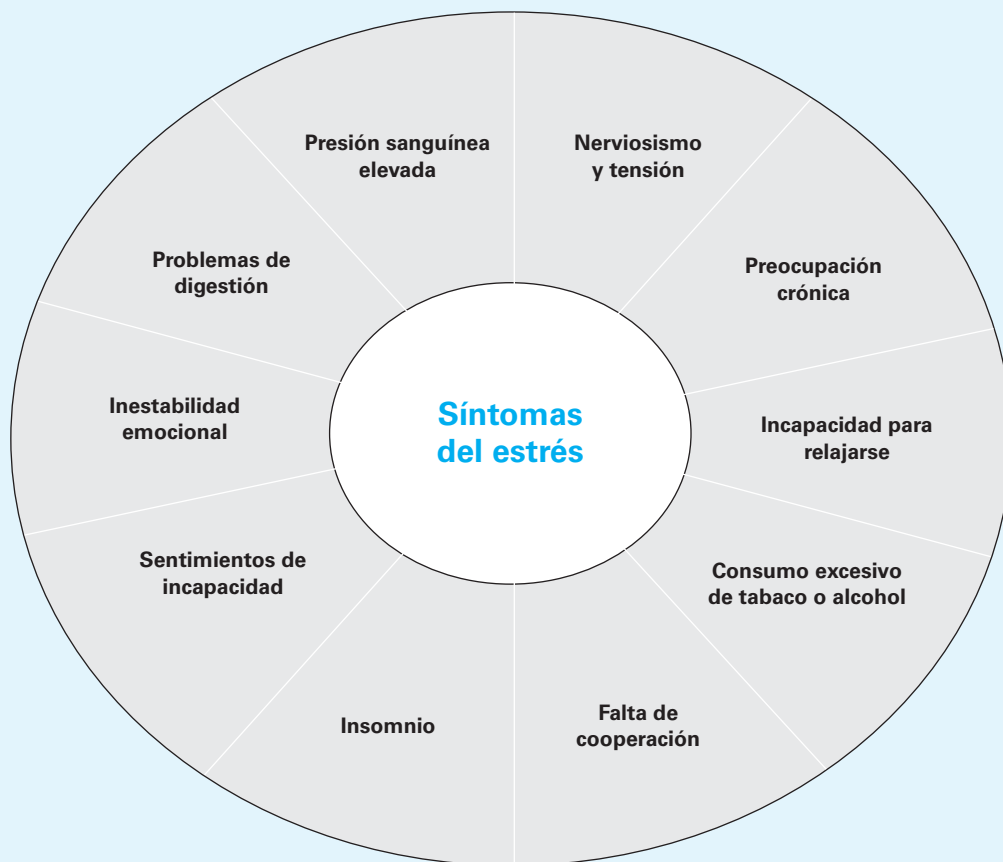 Síntomas
del estrés
Nerviosismo
y tensión
Preocupación
crónica
Incapacidad para
relajarse
Consumo excesivo
de tabaco o alcohol
Falta de
cooperación
Insomnio
Sentimientos de
incapacidad
Inestabilidad
emocional
Problemas de
digestión
Presión sanguínea
elevada